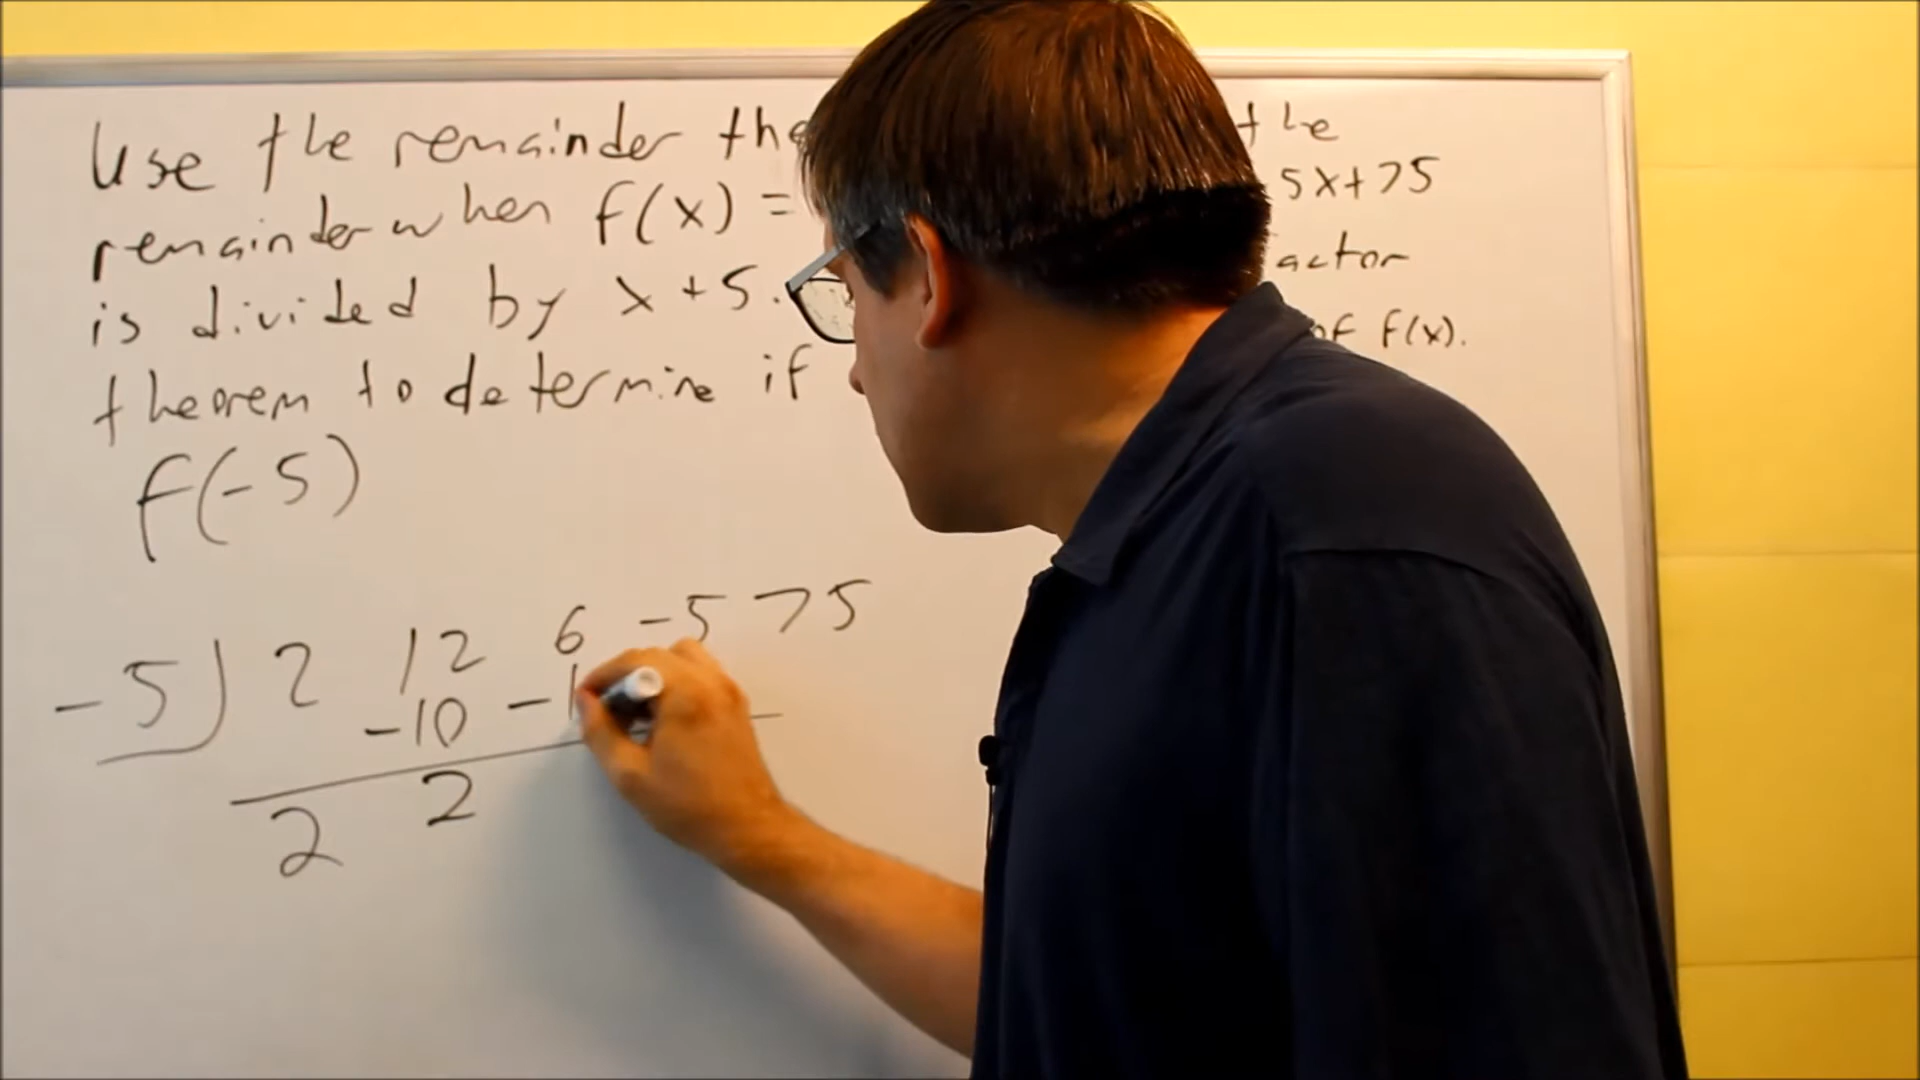 Use the remainder the the
remainder when f(x) = 5x+75
is divided by x+5. actor
theorem to determine if of f(x).
f(-5)
-5) 2 12 6 -5 75
-10 -1
2 2